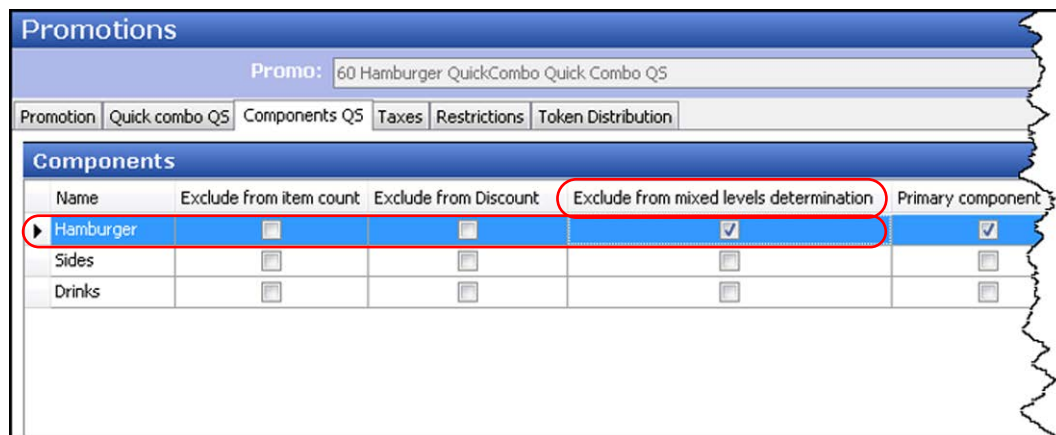 Promotions
Promo: 60 Hamburger QuickCombo Quick Combo QS
Promotion Quick combo QS Components QS Taxes Restrictions Token Distribution
Components
Name Exclude from item count Exclude from Discount Exclude from mixed levels determination Primary component
Hamburger
Sides
Drinks